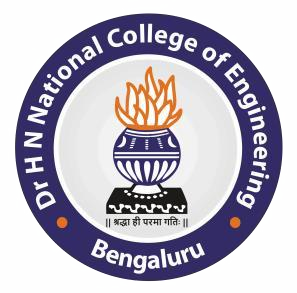 Dr H N National College of Engineering
|| श्रद्धा ही परमा गतिः ||
Bengaluru